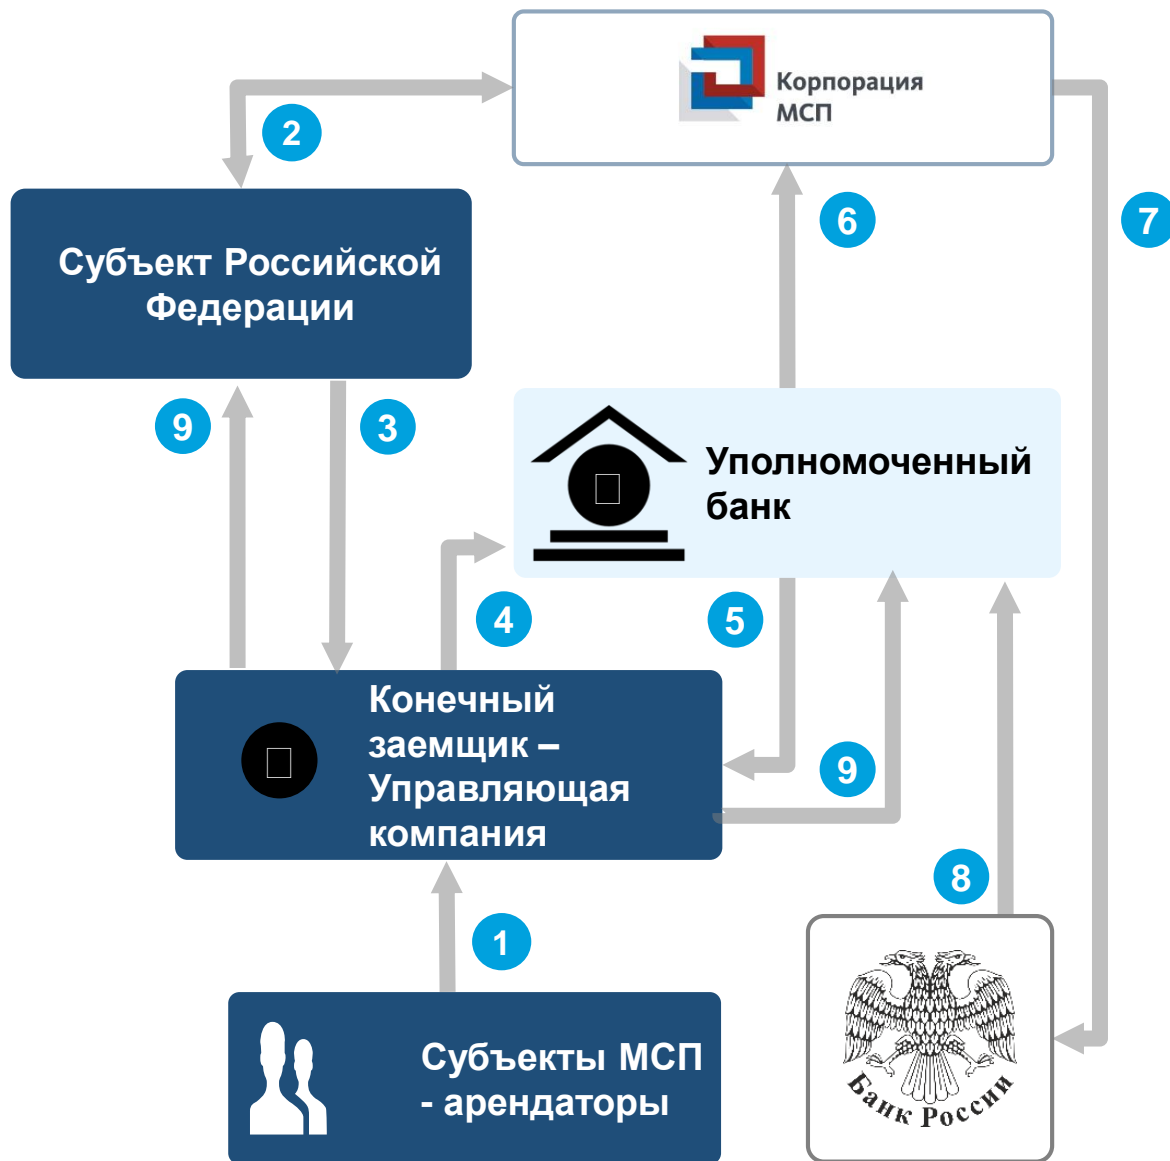 Корпорация
МСП
2
6
7
Субъект Российской
Федерации
9
3
Уполномоченный
банк
4
5
Конечный
заемщик –
Управляющая
компания
9
8
1
Субъекты МСП
- арендаторы
Банк России